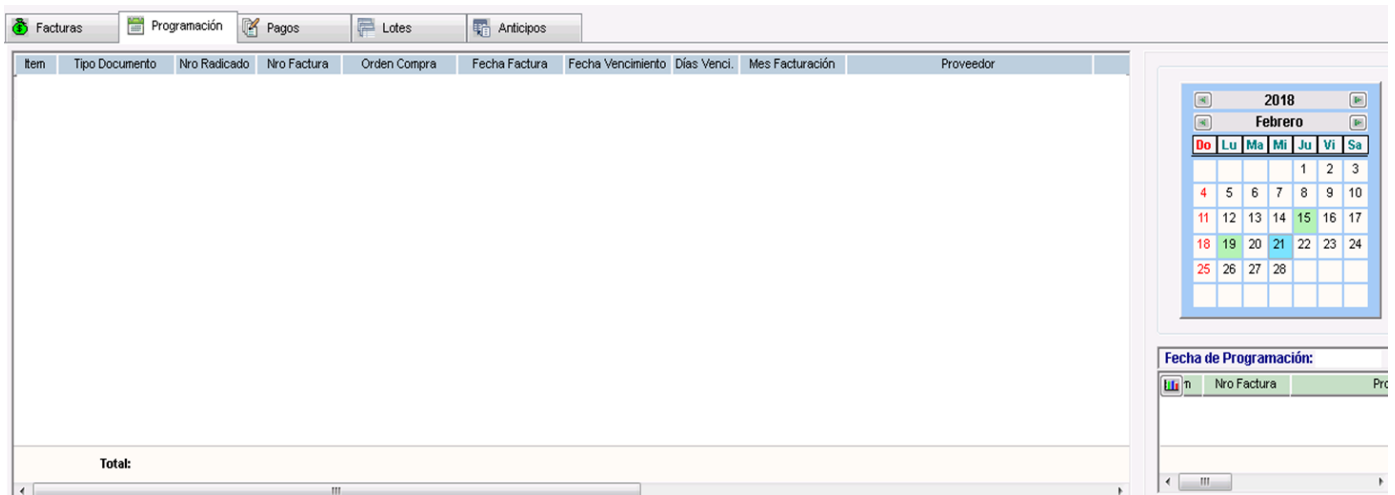 Facturas Programación Pagos Lotes Anticipos
Item Tipo Documento Nro Radicado Nro Factura Orden Compra Fecha Factura Fecha Vencimiento Días Venci. Mes Facturación Proveedor
2018
Febrero
Do Lu Ma Mi Ju Vi Sa
1 2 3
4 5 6 7 8 9 10
11 12 13 14 15 16 17
18 19 20 21 22 23 24
25 26 27 28
Fecha de Programación:
n Nro Factura Pro
Total: